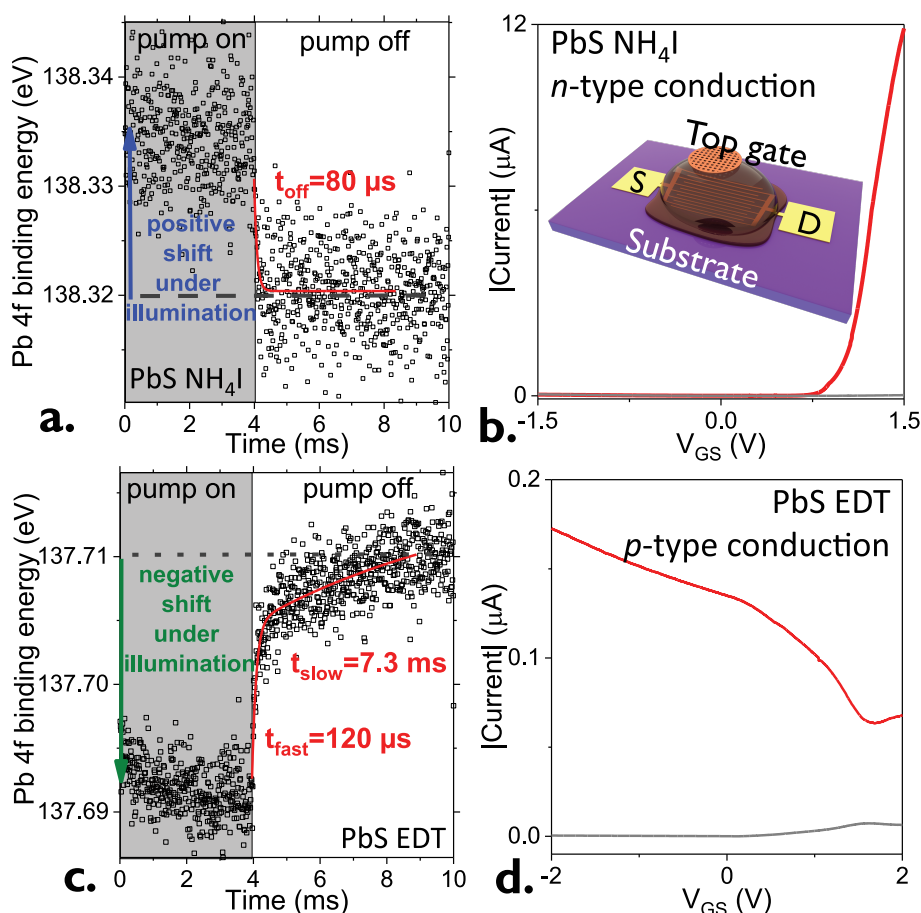 pump on
pump off
138.34
138.33
138.32
Pb 4f binding energy (eV)
t_off=80 µs
positive
shift
under
illumination
PbS NH₄I
0 2 4 6 8 10
Time (ms)
a.
12
0
|Current| (µA)
PbS NH₄I
n-type conduction
Top gate
S
D
Substrate
-1.5 0.0 1.5
V_GS (V)
b.
pump on
pump off
137.71
137.70
137.69
Pb 4f binding energy (eV)
negative
shift
under
illumination
t_slow=7.3 ms
t_fast=120 µs
PbS EDT
0 2 4 6 8 10
Time (ms)
c.
0.2
0.1
0.0
|Current| (µA)
PbS EDT
p-type conduction
-2 0 2
V_GS (V)
d.